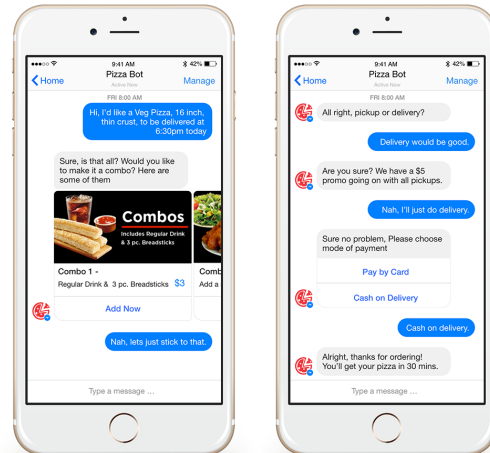 9:41 AM
42%
Home
Pizza Bot
Manage
Active Now
FRI 8:00 AM
Hi, I'd like a Veg Pizza, 16 inch,
thin crust, to be delivered at
6:30pm today
Sure, is that all? Would you like
to make it a combo? Here are
some of them
Combos
Includes Regular Drink
& 3 pc. Breadsticks
Combo 1 -
Regular Drink & 3 pc. Breadsticks $3
Add Now
Comb
Add a
Nah, lets just stick to that.
Type a message ...
9:41 AM
42%
Home
Pizza Bot
Manage
Active Now
FRI 8:00 AM
All right, pickup or delivery?
Delivery would be good.
Are you sure? We have a $5
promo going on with all pickups.
Nah, I'll just do delivery.
Sure no problem, Please choose
mode of payment
Pay by Card
Cash on Delivery
Cash on delivery.
Alright, thanks for ordering!
You'll get your pizza in 30 mins.
Type a message ...